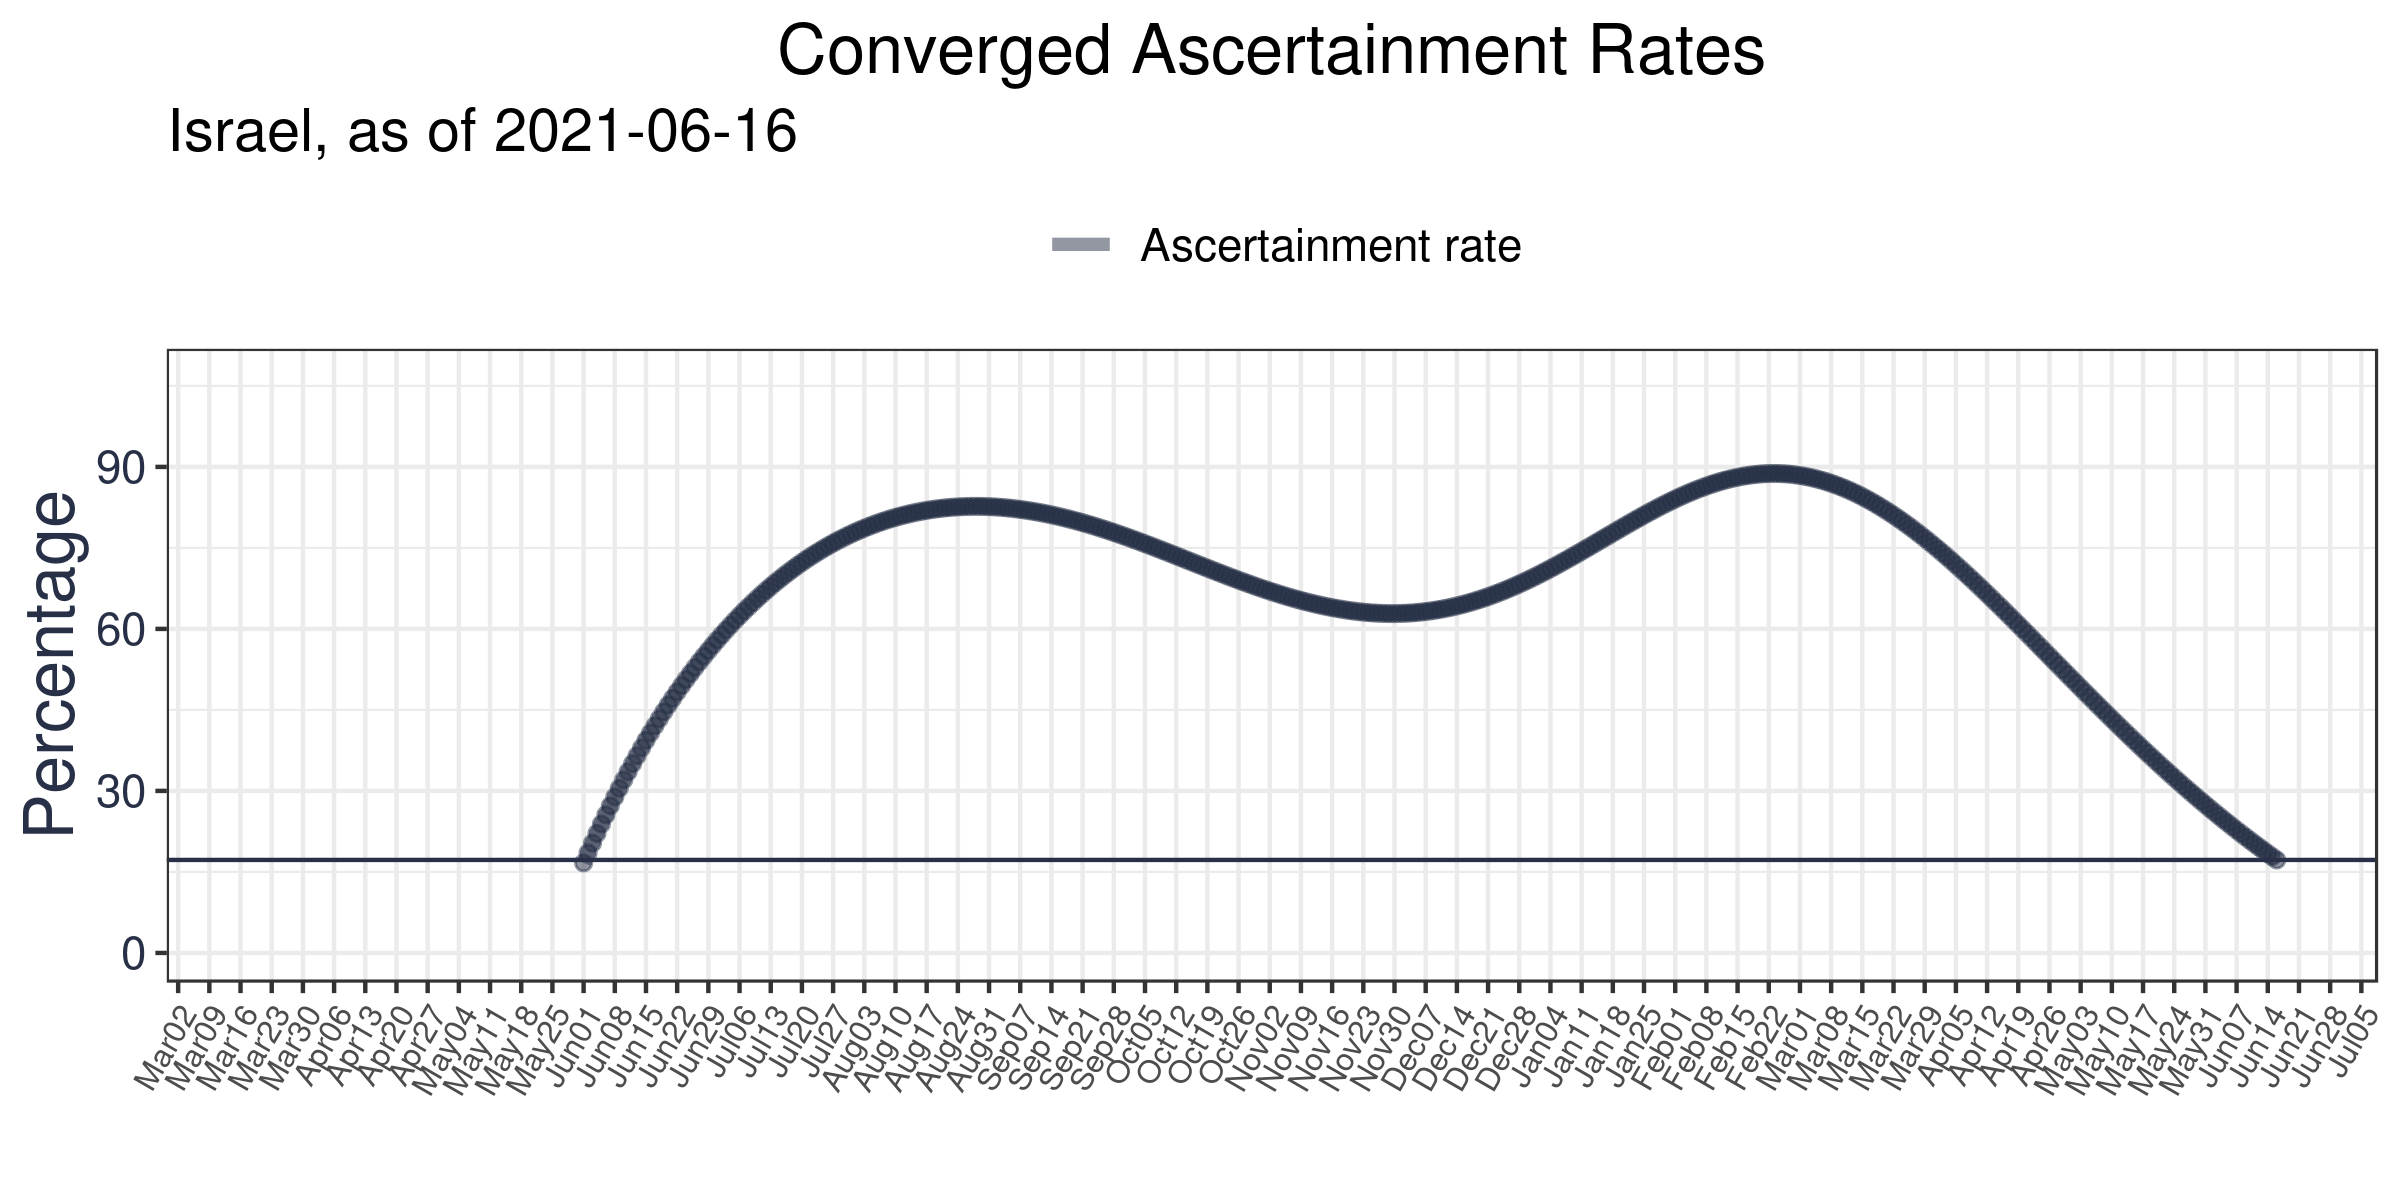 Converged Ascertainment Rates
Israel, as of 2021-06-16
Ascertainment rate
Percentage
90
60
30
0
Mar02
Mar09
Mar16
Mar23
Mar30
Apr06
Apr13
Apr20
Apr27
May04
May11
May18
May25
Jun01
Jun08
Jun15
Jun22
Jun29
Jul06
Jul13
Jul20
Jul27
Aug03
Aug10
Aug17
Aug24
Aug31
Sep07
Sep14
Sep21
Sep28
Oct05
Oct12
Oct19
Oct26
Nov02
Nov09
Nov16
Nov23
Nov30
Dec07
Dec14
Dec21
Dec28
Jan04
Jan11
Jan18
Jan25
Feb01
Feb08
Feb15
Feb22
Mar01
Mar08
Mar15
Mar22
Mar29
Apr05
Apr12
Apr19
Apr26
May03
May10
May17
May24
May31
Jun07
Jun14
Jun21
Jun28
Jul05